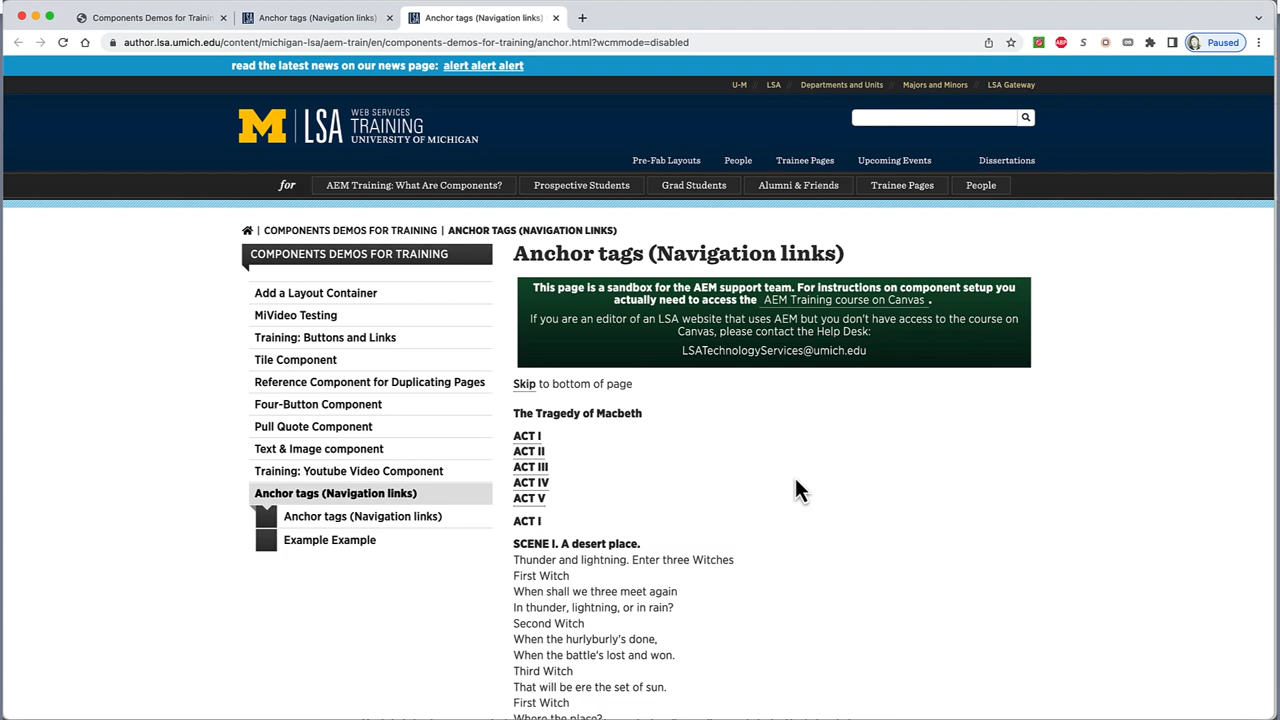 Components Demos for Trainin
Anchor tags (Navigation links)
Anchor tags (Navigation links)
author.lsa.umich.edu/content/michigan-lsa/aem-train/en/components-demos-for-training/anchor.html?wcmmode=disabled
ABP
S
Paused
read the latest news on our news page: alert alert alert
U-M // LSA // Departments and Units // Majors and Minors // LSA Gateway
M LSA WEB SERVICES
TRAINING
UNIVERSITY OF MICHIGAN
Pre-Fab Layouts People Trainee Pages Upcoming Events Dissertations
for AEM Training: What Are Components? Prospective Students Grad Students Alumni & Friends Trainee Pages People
| COMPONENTS DEMOS FOR TRAINING | ANCHOR TAGS (NAVIGATION LINKS)
COMPONENTS DEMOS FOR TRAINING
Add a Layout Container
MiVideo Testing
Training: Buttons and Links
Tile Component
Reference Component for Duplicating Pages
Four-Button Component
Pull Quote Component
Text & Image component
Training: Youtube Video Component
Anchor tags (Navigation links)
Anchor tags (Navigation links)
Example Example
Anchor tags (Navigation links)
This page is a sandbox for the AEM support team. For instructions on component setup you
actually need to access the AEM Training course on Canvas .
If you are an editor of an LSA website that uses AEM but you don't have access to the course on
Canvas, please contact the Help Desk:
LSATechnologyServices@umich.edu
Skip to bottom of page
The Tragedy of Macbeth
ACT I
ACT II
ACT III
ACT IV
ACT V
ACT I
SCENE I. A desert place.
Thunder and lightning. Enter three Witches
First Witch
When shall we three meet again
In thunder, lightning, or in rain?
Second Witch
When the hurlyburly's done,
When the battle's lost and won.
Third Witch
That will be ere the set of sun.
First Witch
Where the place?